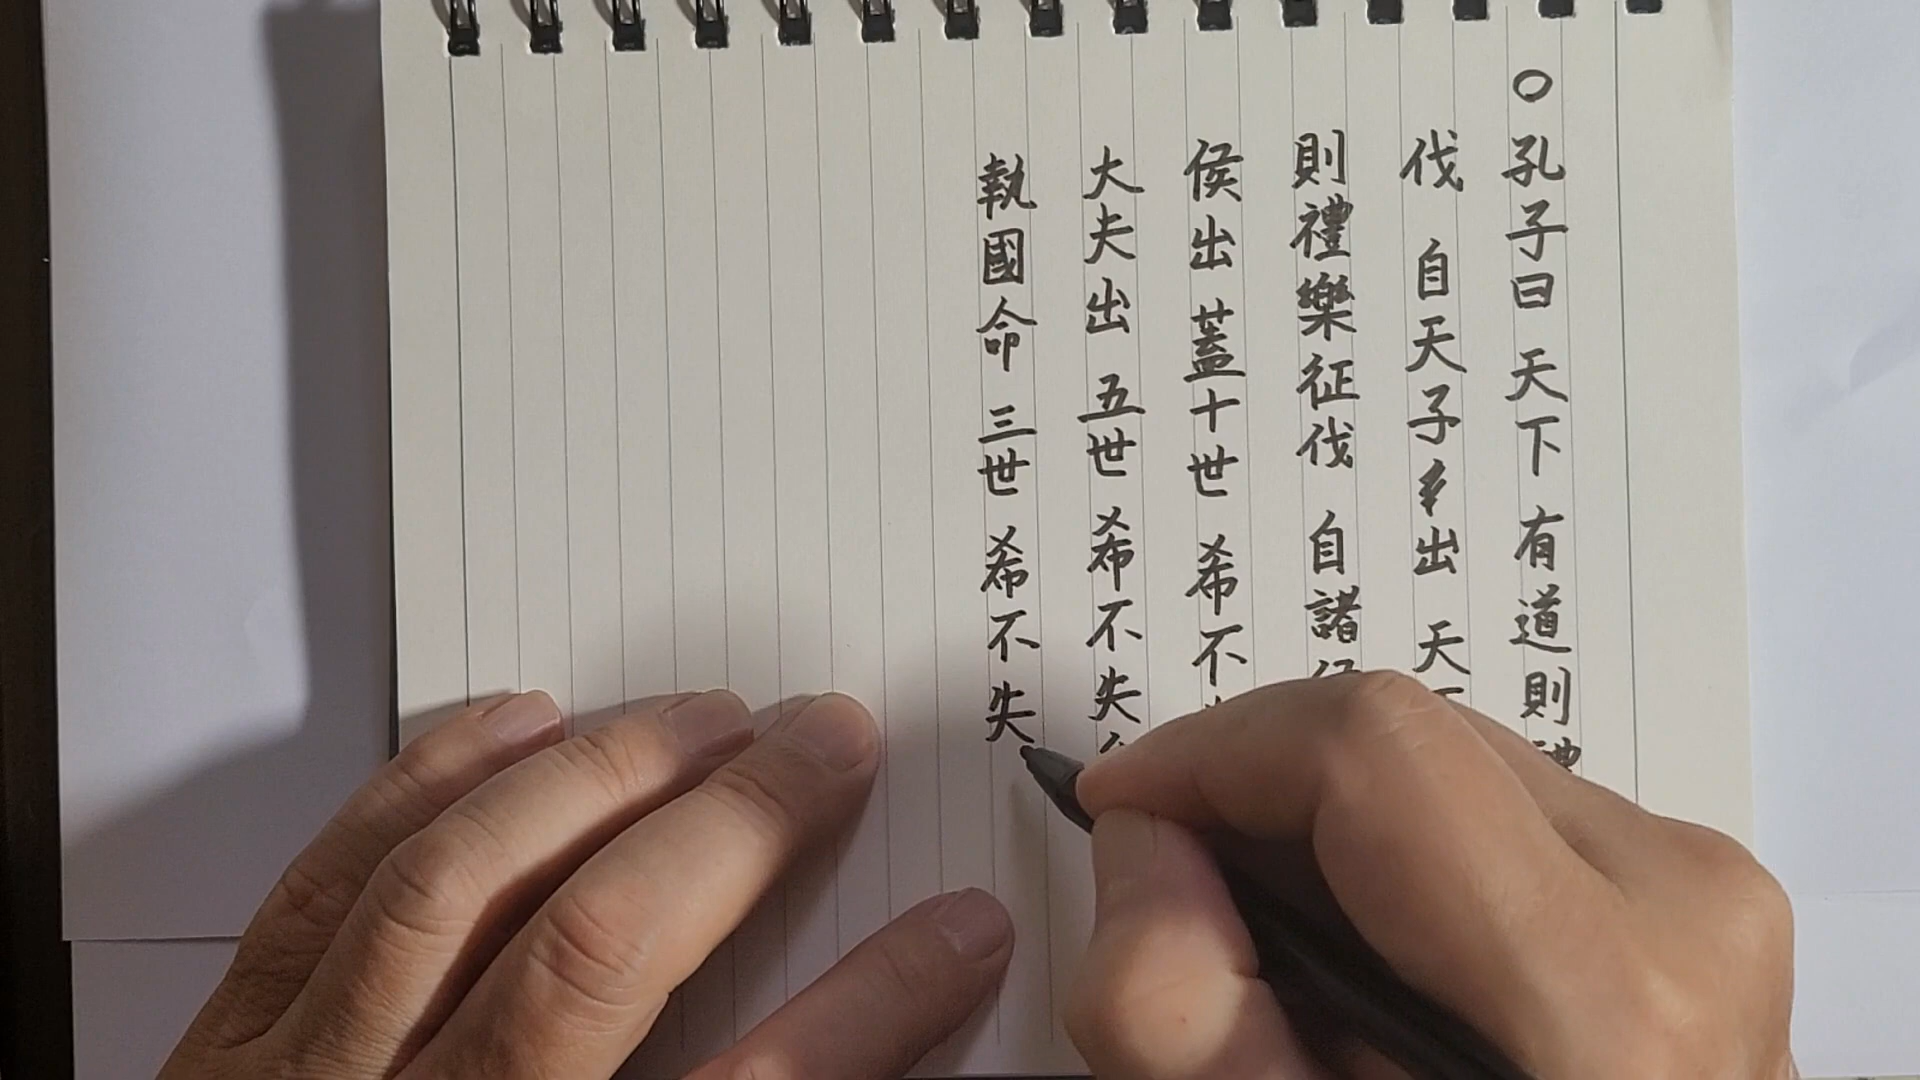 ○孔子曰 天下 有道則禮
伐 自天子出 天
則禮樂征伐 自諸
侯出 蓋十世 希不
大夫出 五世 希不失
執國命 三世 希不失